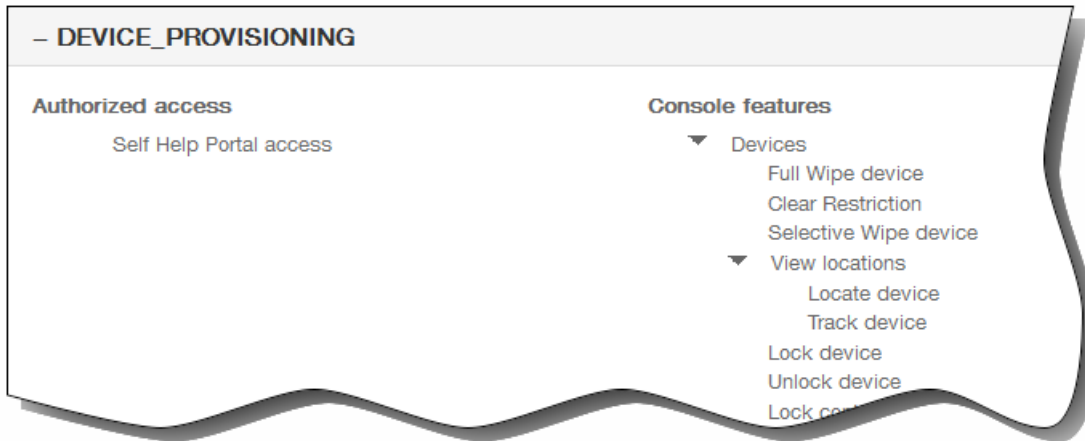 – DEVICE_PROVISIONING
Authorized access
Self Help Portal access
Console features
Devices
Full Wipe device
Clear Restriction
Selective Wipe device
View locations
Locate device
Track device
Lock device
Unlock device
Lock